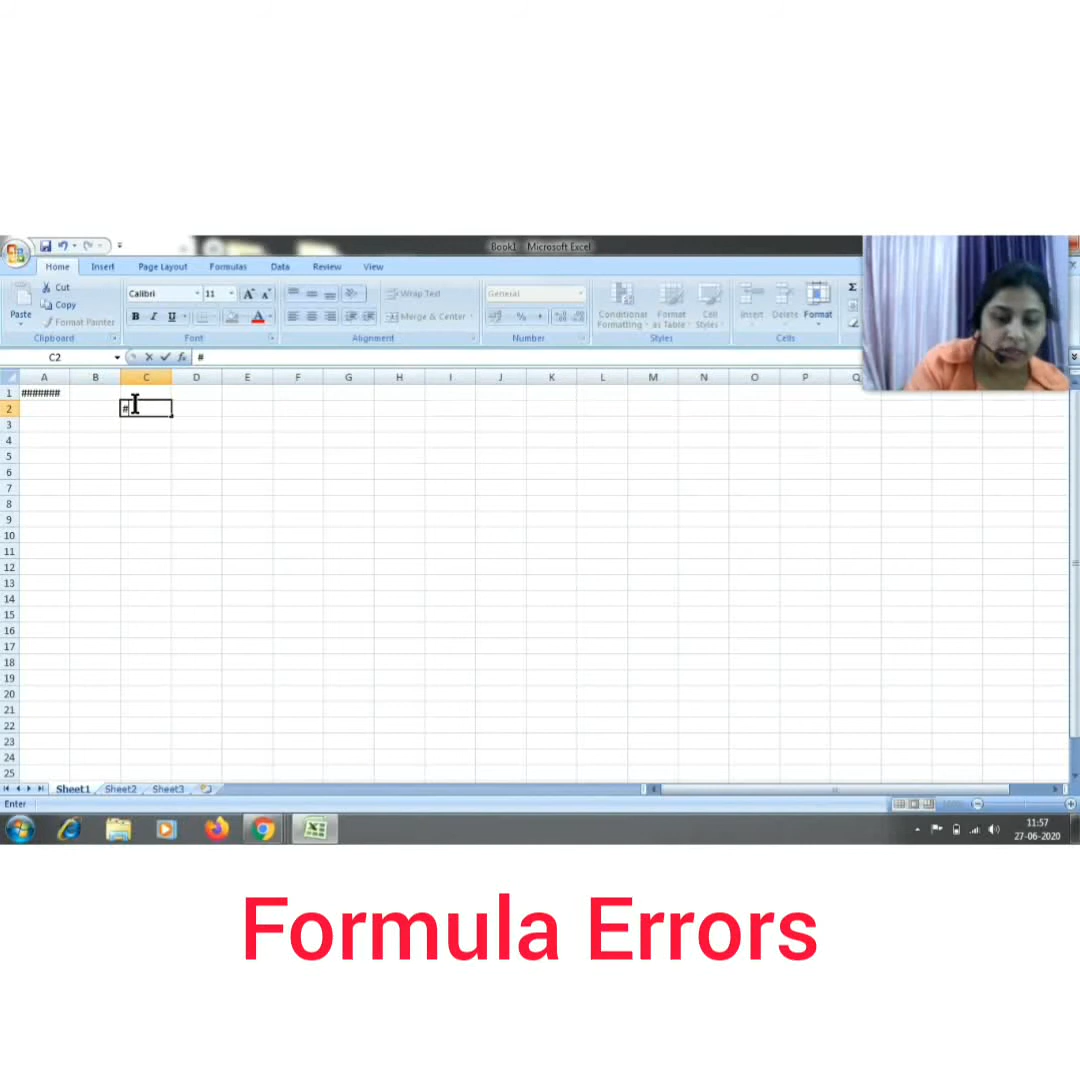 Book1 - Microsoft Excel
Home Insert Page Layout Formulas Data Review View
Paste
Cut
Copy
Format Painter
Clipboard
Calibri 11 A A
B I U A
Font
Wrap Text
Merge & Center
Alignment
General
%
Number
Conditional Formatting
Format as Table
Cell Styles
Styles
Insert Delete Format
Cells
Σ
C2 fx #
A B C D E F G H I J K L M N O P Q
1 #######
2 #
3
4
5
6
7
8
9
10
11
12
13
14
15
16
17
18
19
20
21
22
23
24
25
Sheet1 Sheet2 Sheet3
Enter
11:57
27-06-2020
Formula Errors